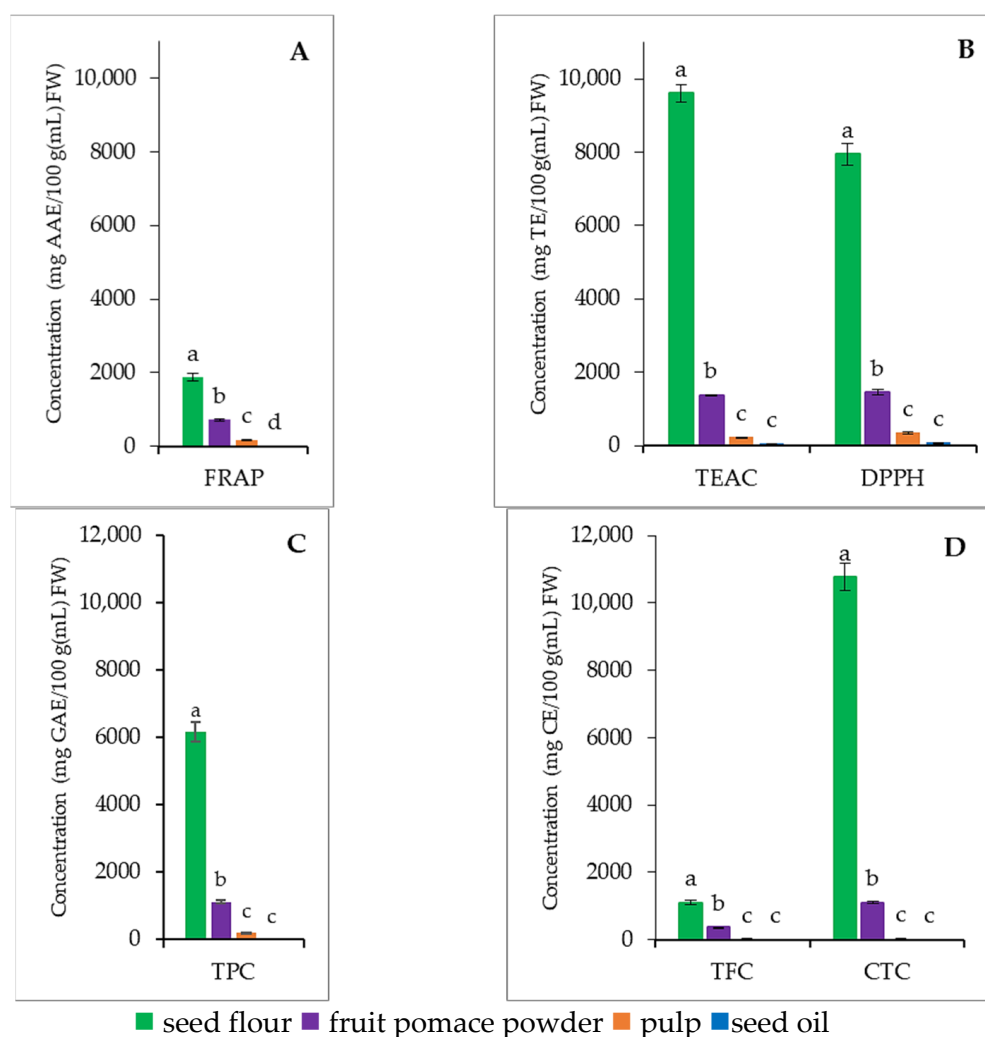 A
Concentration (mg AAE/100 g(mL) FW)
10,000
8000
6000
4000
2000
0
a
b
c
d
FRAP
B
Concentration (mg TE/100 g(mL) FW)
10,000
8000
6000
4000
2000
0
a
b
c
c
a
b
c
c
TEAC
DPPH
C
Concentration (mg GAE/100 g(mL) FW)
12,000
10,000
8000
6000
4000
2000
0
a
b
c
c
TPC
D
Concentration (mg CE/100 g(mL) FW)
12,000
10,000
8000
6000
4000
2000
0
a
b
c
c
a
b
c
c
TFC
CTC
seed flour fruit pomace powder pulp seed oil